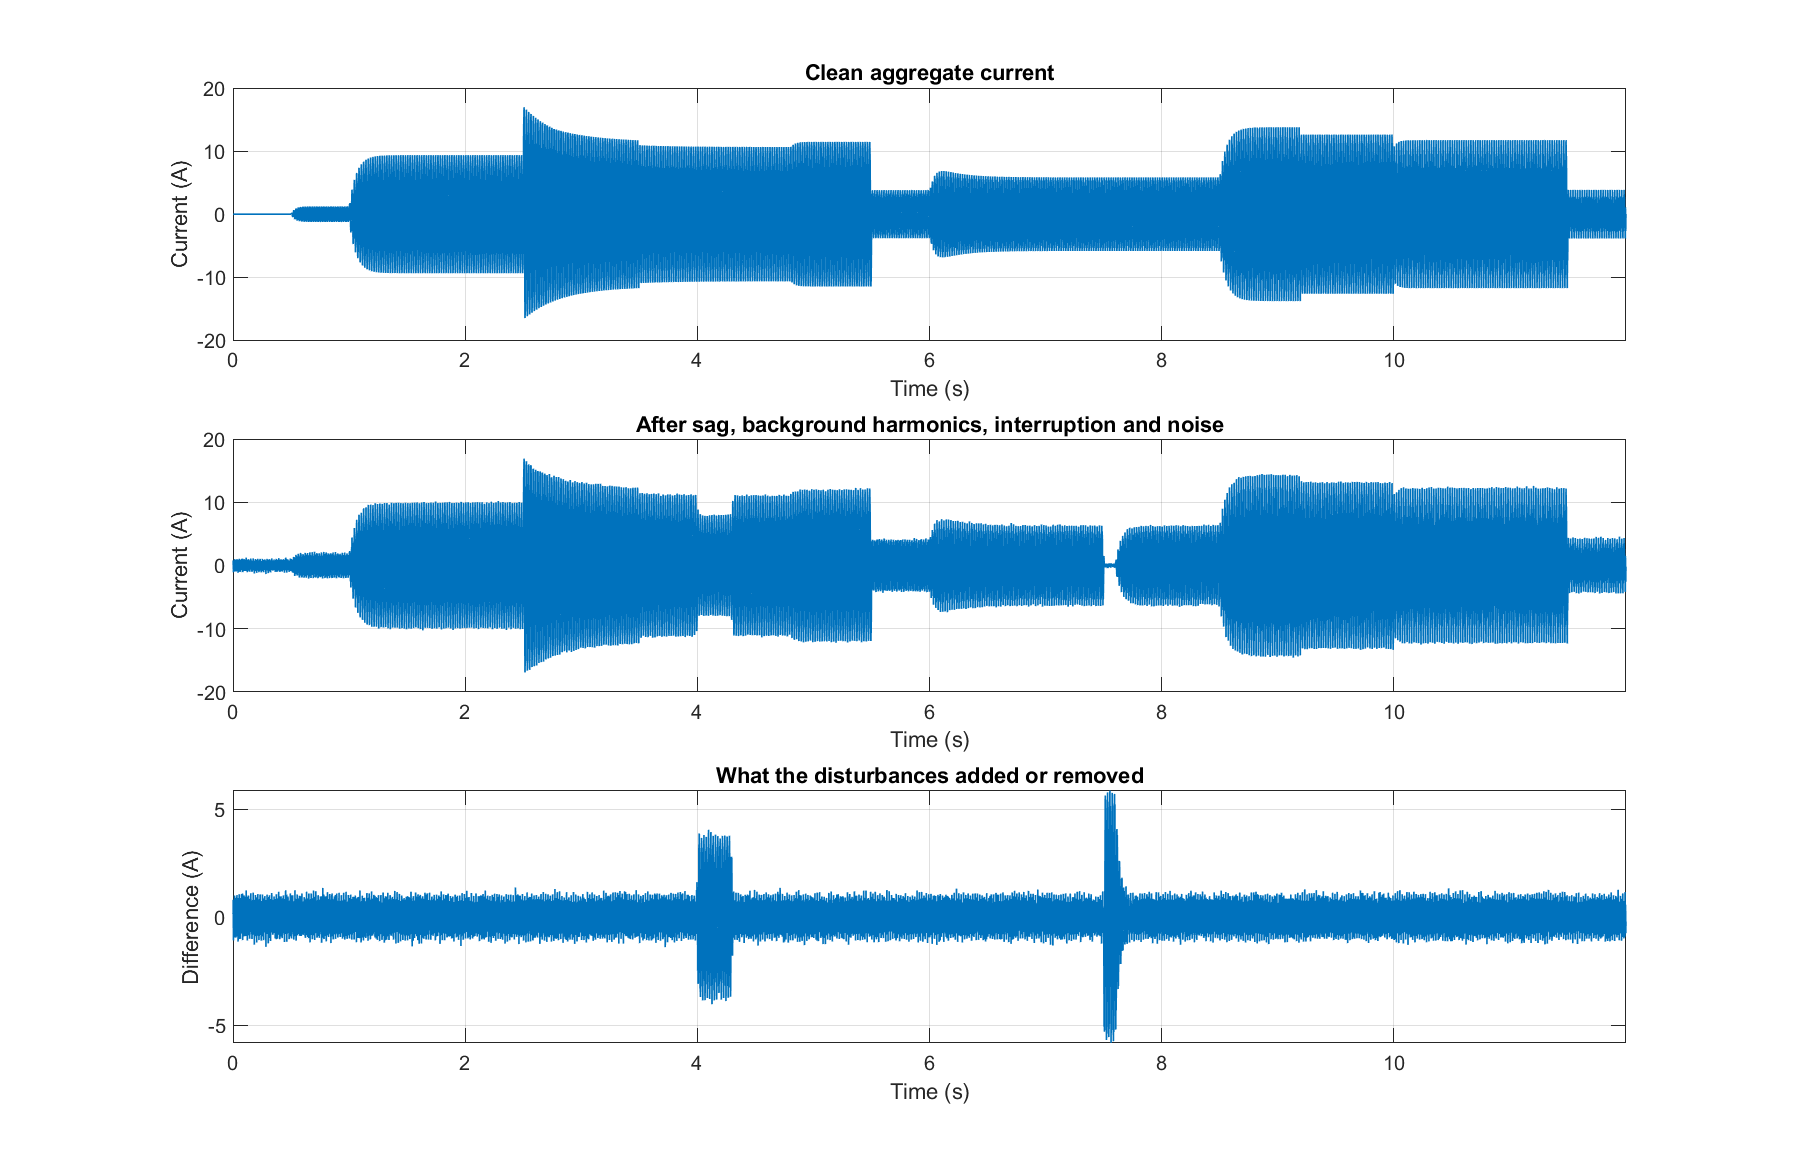 Clean aggregate current
20
10
0
-10
-20
Current (A)
0 2 4 6 8 10
Time (s)
After sag, background harmonics, interruption and noise
20
10
0
-10
-20
Current (A)
0 2 4 6 8 10
Time (s)
What the disturbances added or removed
5
0
-5
Difference (A)
0 2 4 6 8 10
Time (s)